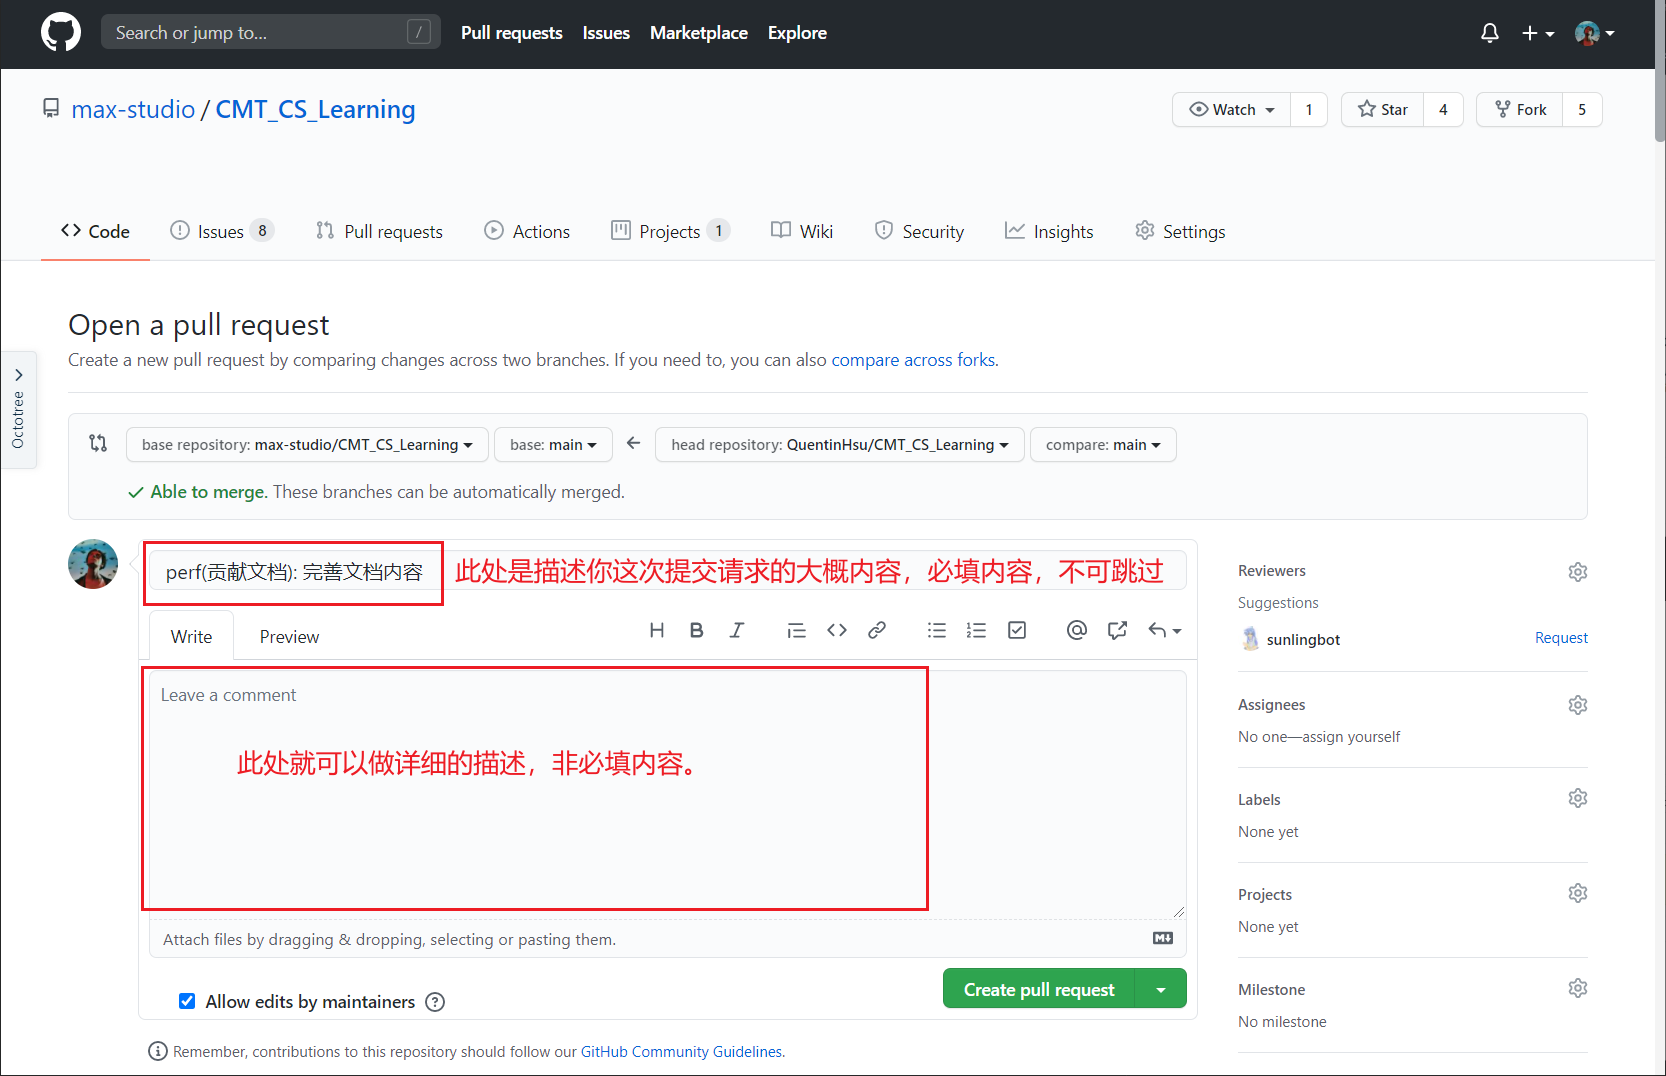 Search or jump to... /
Pull requests Issues Marketplace Explore
max-studio / CMT_CS_Learning
Watch 1 Star 4 Fork 5
Code Issues 8 Pull requests Actions Projects 1 Wiki Security Insights Settings
Open a pull request
Create a new pull request by comparing changes across two branches. If you need to, you can also compare across forks.
Octotree
base repository: max-studio/CMT_CS_Learning base: main head repository: QuentinHsu/CMT_CS_Learning compare: main
Able to merge. These branches can be automatically merged.
perf(贡献文档): 完善文档内容 此处是描述你这次提交请求的大概内容，必填内容，不可跳过
Write Preview
Leave a comment
此处就可以做详细的描述，非必填内容。
Attach files by dragging & dropping, selecting or pasting them.
Allow edits by maintainers
Create pull request
Remember, contributions to this repository should follow our GitHub Community Guidelines.
Reviewers
Suggestions
sunlingbot Request
Assignees
No one—assign yourself
Labels
None yet
Projects
None yet
Milestone
No milestone